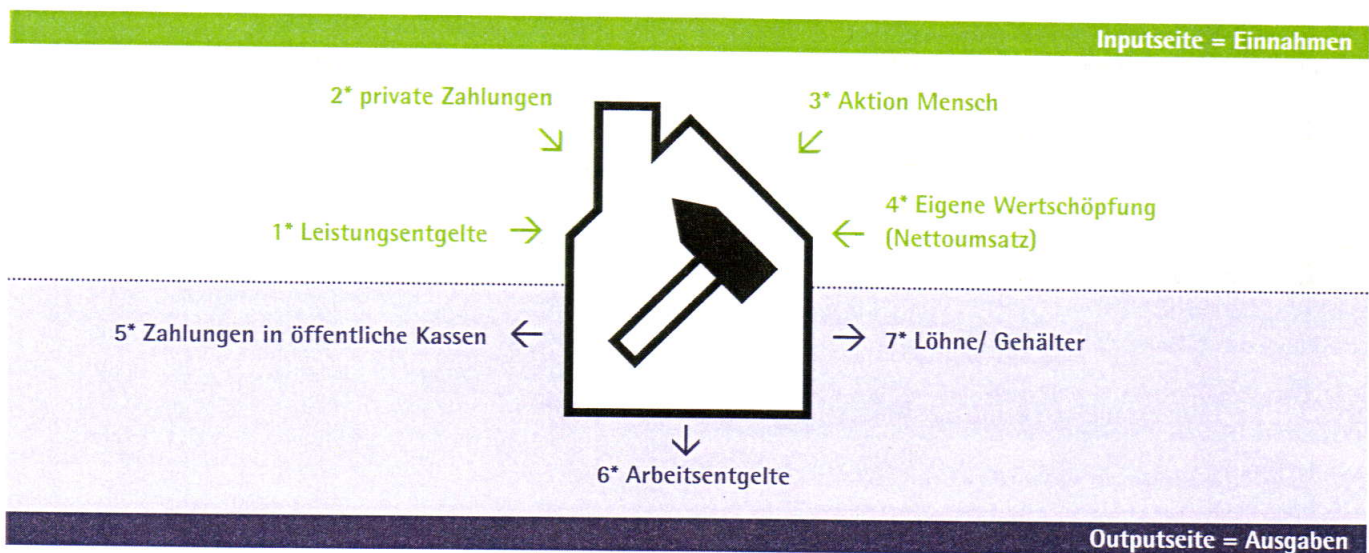 Inputseite = Einnahmen
2* private Zahlungen
3* Aktion Mensch
1* Leistungsentgelte
4* Eigene Wertschöpfung
(Nettoumsatz)
5* Zahlungen in öffentliche Kassen
7* Löhne/ Gehälter
6* Arbeitsentgelte
Outputseite = Ausgaben